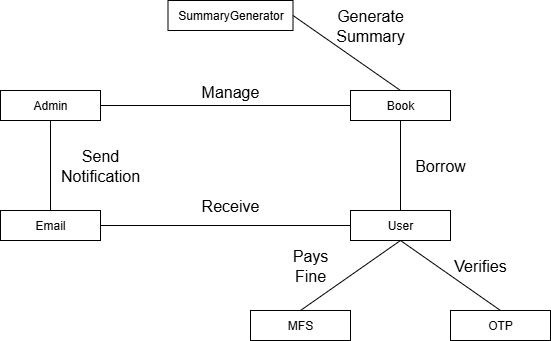 SummaryGenerator
Generate
Summary
Admin
Manage
Book
Send
Notification
Borrow
Email
Receive
User
Pays
Fine
Verifies
MFS
OTP